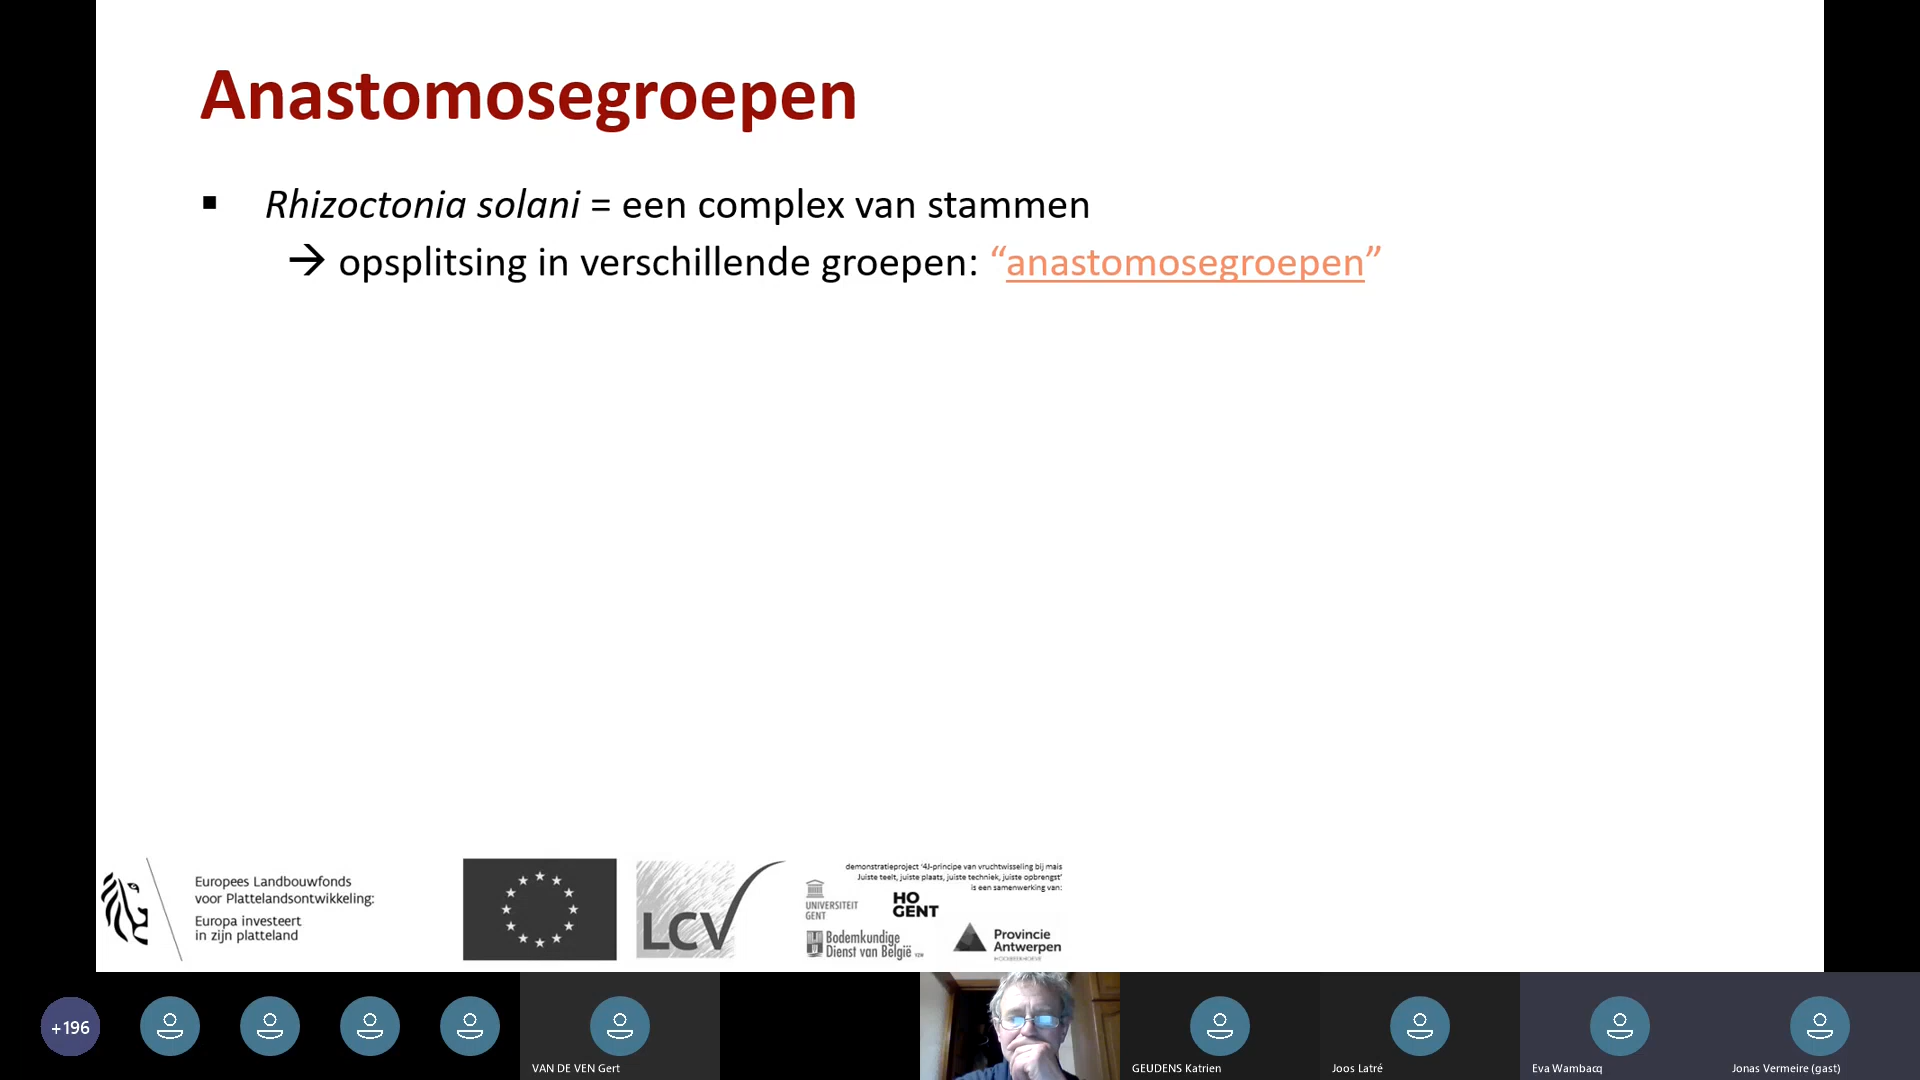 Anastomosegroepen
▪ Rhizoctonia solani = een complex van stammen
→ opsplitsing in verschillende groepen: “anastomosegroepen”
Europees Landbouwfonds
voor Plattelandsontwikkeling:
Europa investeert
in zijn platteland
LCV
demonstratieproject '4J-principe van vruchtwisseling bij mais
Juiste teelt, juiste plaats, juiste techniek, juiste opbrengst'
is een samenwerking van:
UNIVERSITEIT
GENT
HO
GENT
Bodemkundige
Dienst van België vzw
Provincie
Antwerpen
+196
VAN DE VEN Gert
GEUDENS Katrien
Joos Latré
Eva Wambacq
Jonas Vermeire (gast)